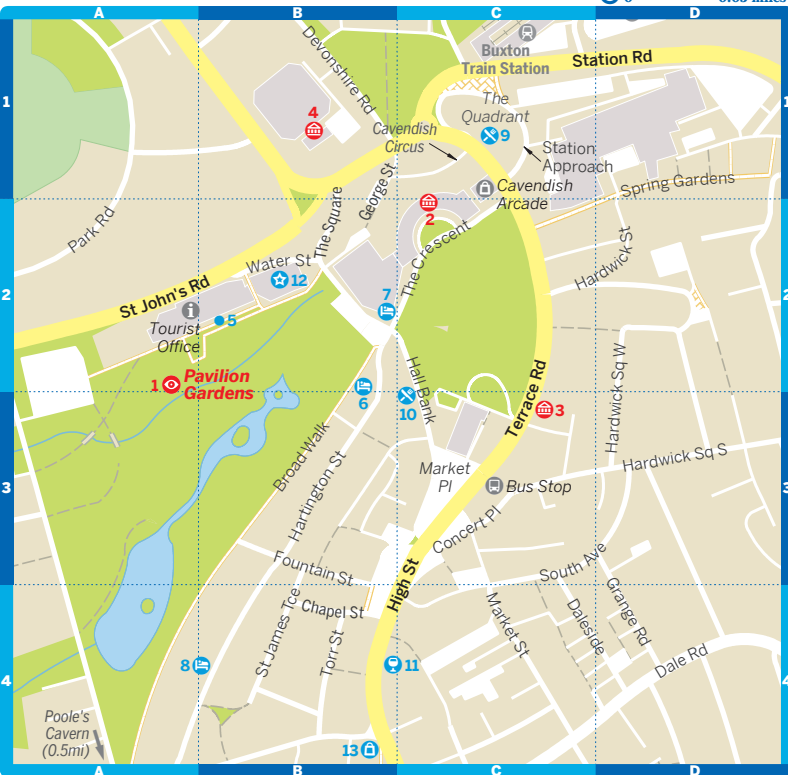 A
B
C
D
1
Devonshire Rd
4
Buxton
Train Station
Station Rd
The
Quadrant
9
Cavendish
Circus
Station
Approach
Cavendish
Arcade
Spring Gardens
1
Park Rd
The Square
George St
2
The Crescent
Hardwick St
2
St John's Rd
Water St
12
7
Tourist
Office
5
1
Pavilion
Gardens
6
10
Hall Bank
Terrace Rd
3
Hardwick Sq W
2
3
Broad Walk
Hartington St
Market
Pl
Bus Stop
Hardwick Sq S
Concert Pl
3
Fountain St
High St
South Ave
Chapel St
St James Tce
Torr St
Market St
Daleside
Grange Rd
Dale Rd
4
8
11
4
Poole's
Cavern
(0.5mi)
13
A
B
C
D